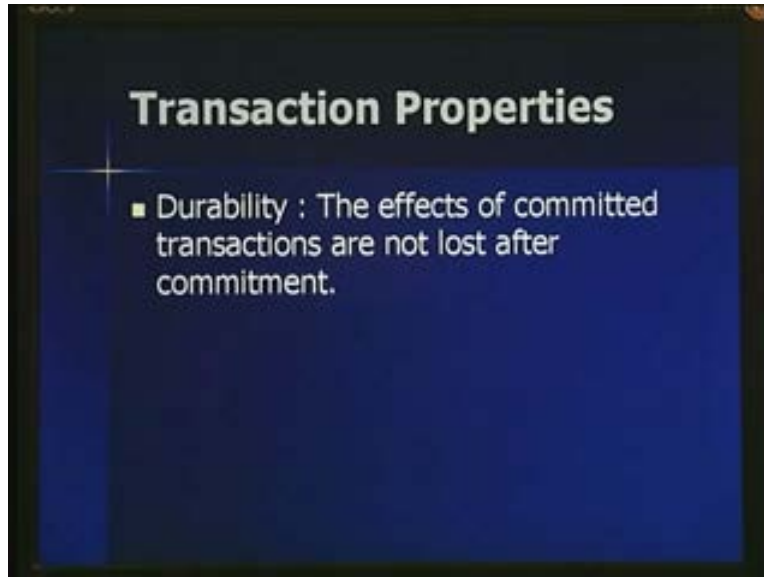 Transaction Properties
Durability : The effects of committed
transactions are not lost after
commitment.